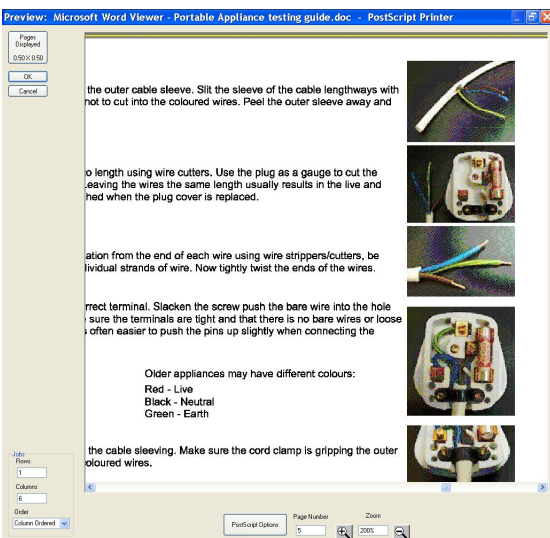 Preview: Microsoft Word Viewer - Portable Appliance testing guide.doc - PostScript Printer
Pages
Displayed
0:50 X 0:50
OK
Cancel
the outer cable sleeve. Slit the sleeve of the cable lengthways with
not to cut into the coloured wires. Peel the outer sleeve away and
o length using wire cutters. Use the plug as a gauge to cut the
Leaving the wires the same length usually results in the live and
hed when the plug cover is replaced.
ation from the end of each wire using wire strippers/cutters, be
dividual strands of wire. Now tightly twist the ends of the wires.
rrect terminal. Slacken the screw push the bare wire into the hole
sure the terminals are tight and that there is no bare wires or loose
s often easier to push the pins up slightly when connecting the
Older appliances may have different colours:
Red - Live
Black - Neutral
Green - Earth
the cable sleeving. Make sure the cord clamp is gripping the outer
oloured wires.
Jobs
Rows
1
Columns
6
Order
Column Ordered
PostScript Options
Page Number
5
Zoom
200%